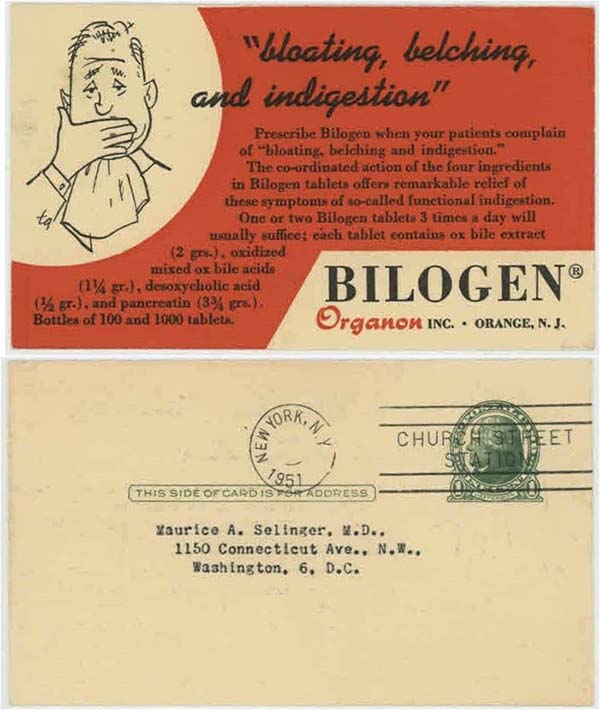 "bloating, belching,
and indigestion"
Prescribe Bilogen when your patients complain
of "bloating, belching and indigestion."
The co-ordinated action of the four ingredients
in Bilogen tablets offers remarkable relief of
these symptoms of so-called functional indigestion.
One or two Bilogen tablets 3 times a day will
usually suffice; each tablet contains ox bile extract
(2 grs.), oxidized
mixed ox bile acids
(1¼ gr.), desoxycholic acid
(½ gr.), and pancreatin (3¾ grs.).
Bottles of 100 and 1000 tablets.
tg
BILOGEN®
Organon INC. • ORANGE, N. J.
NEW YORK, N.Y
1951
CHURCH STREET
STATION
THIS SIDE OF CARD IS FOR ADDRESS
Maurice A. Selinger, M.D.,
1150 Connecticut Ave., N.W.,
Washington, 6, D.C.